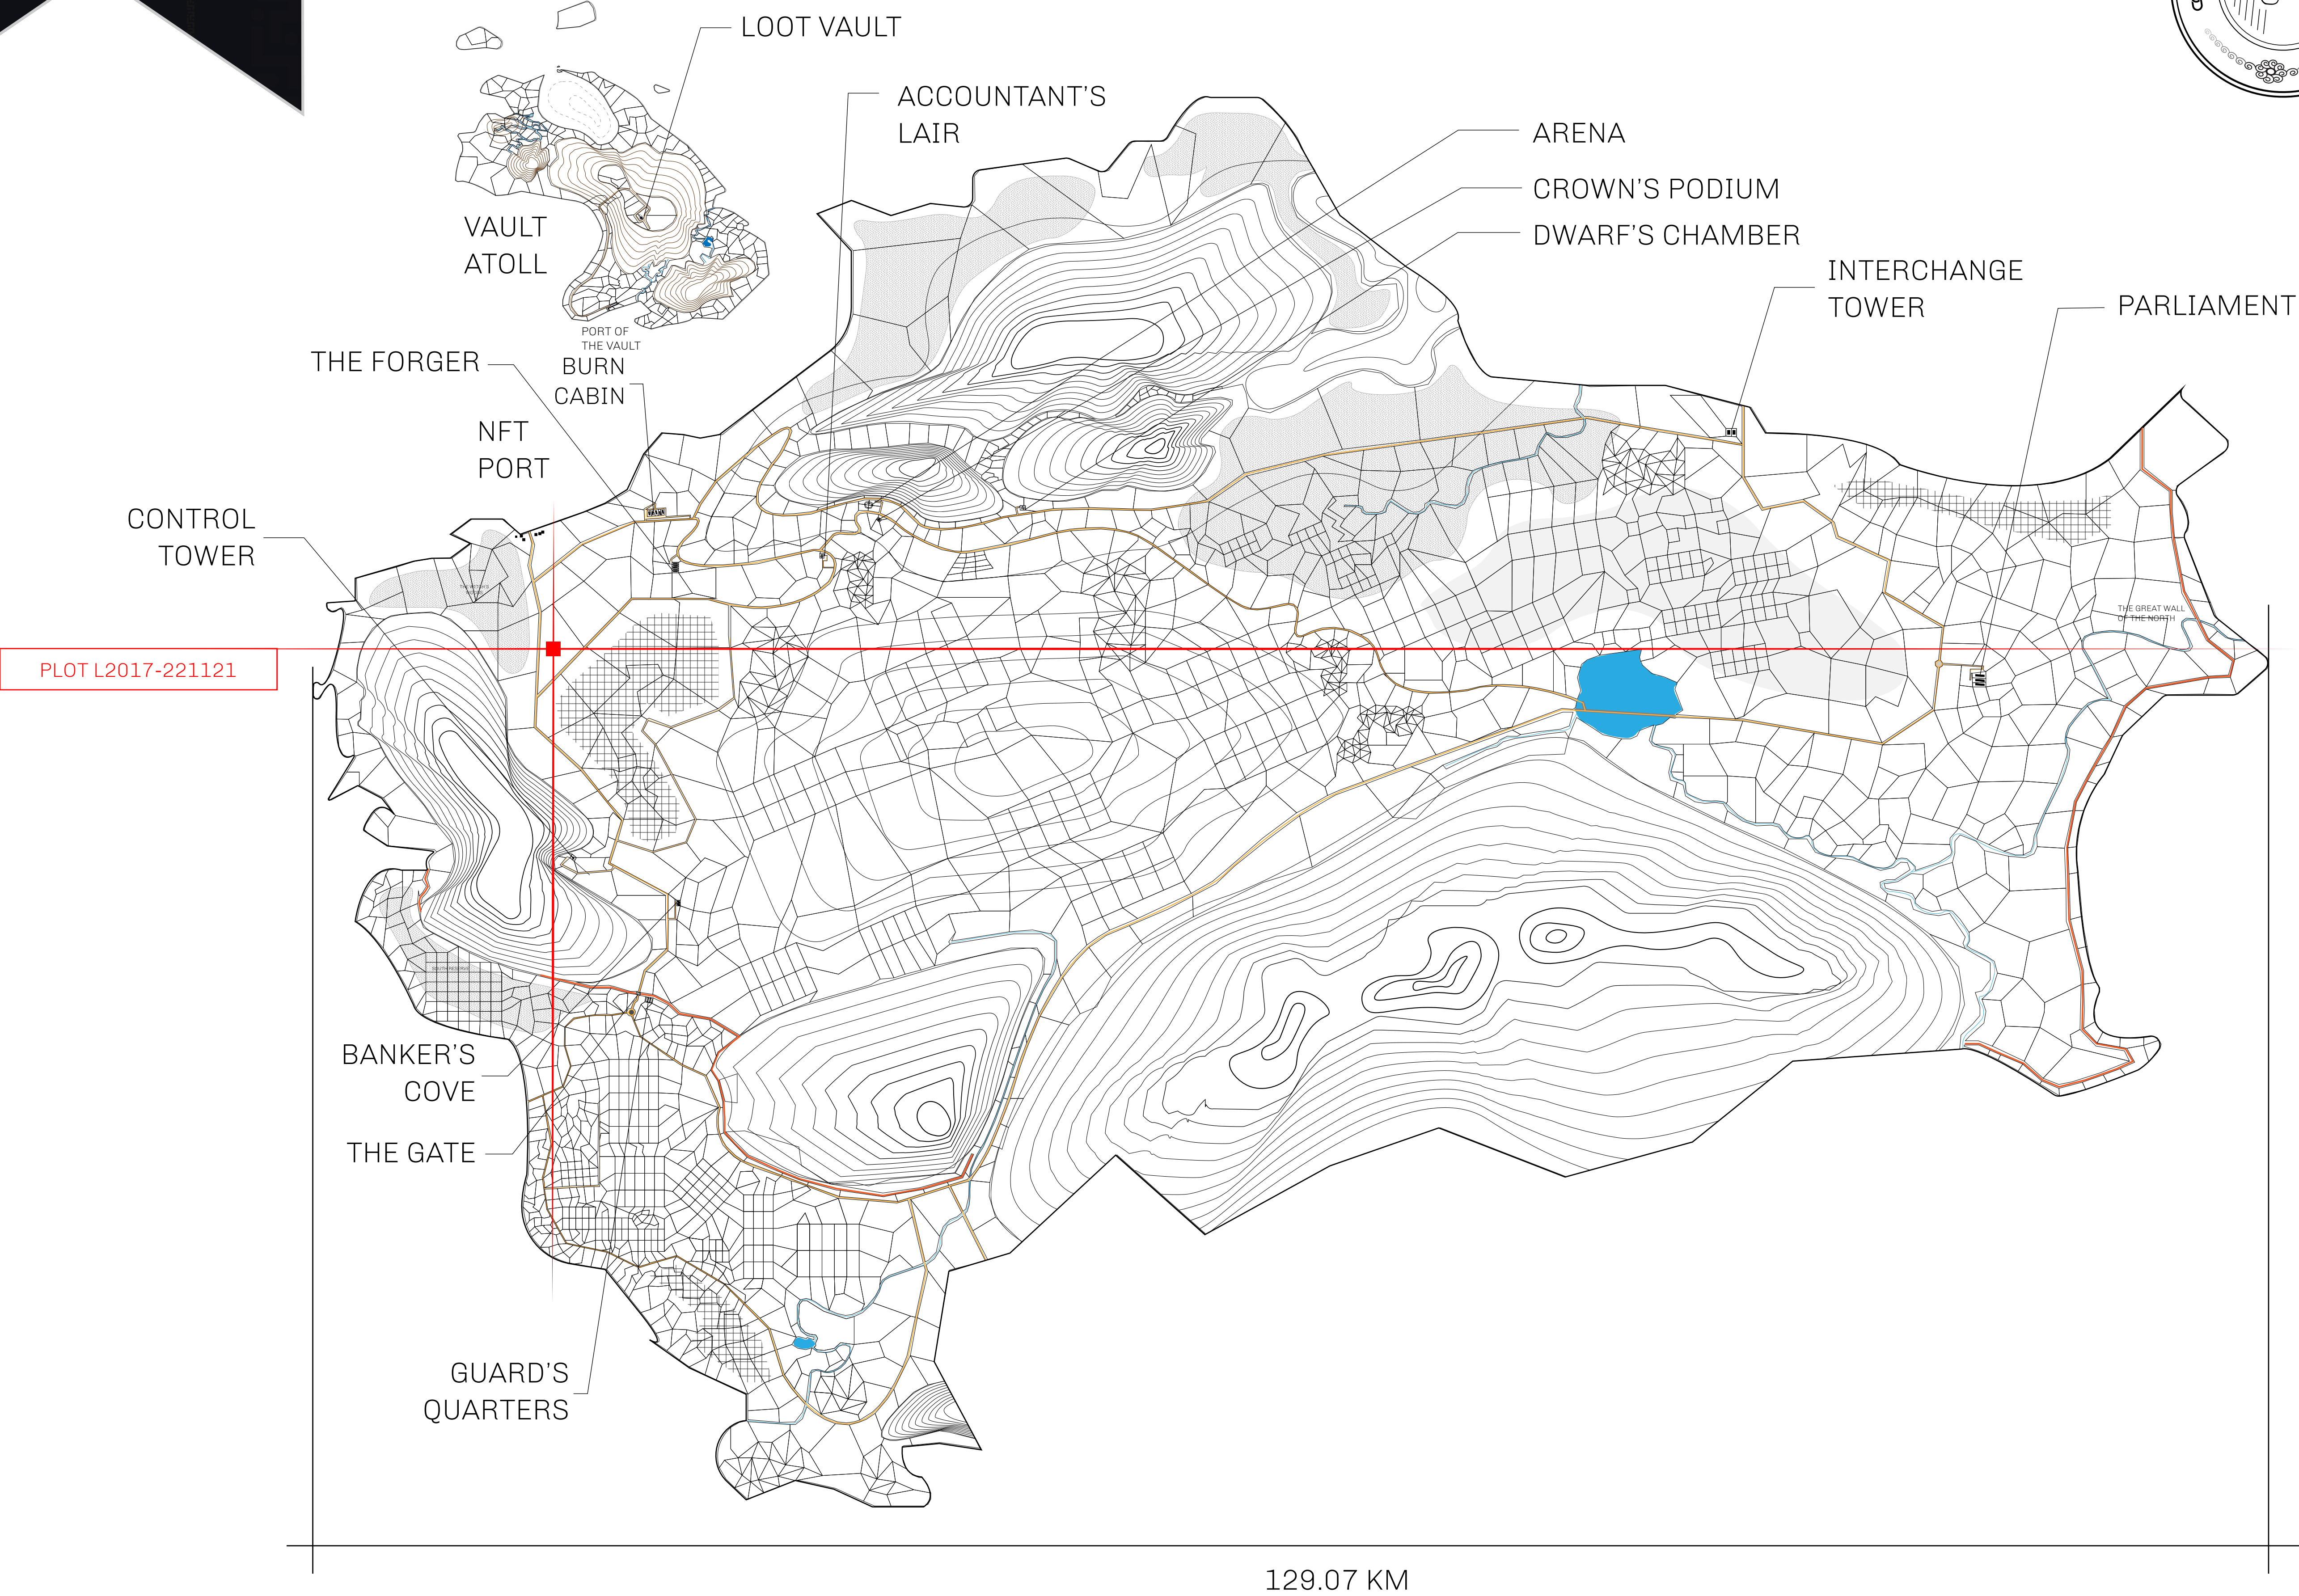 LOOT VAULT
ACCOUNTANT'S
LAIR
ARENA
CROWN'S PODIUM
DWARF'S CHAMBER
INTERCHANGE
TOWER
PARLIAMENT
VAULT
ATOLL
PORT OF
THE VAULT
THE FORGER
BURN
CABIN
NFT
PORT
CONTROL
TOWER
THE GREAT WALL
OF THE NORTH
PLOT L2017-221121
SOUTH RESERVE
BANKER'S
COVE
THE GATE
GUARD'S
QUARTERS
129.07 KM